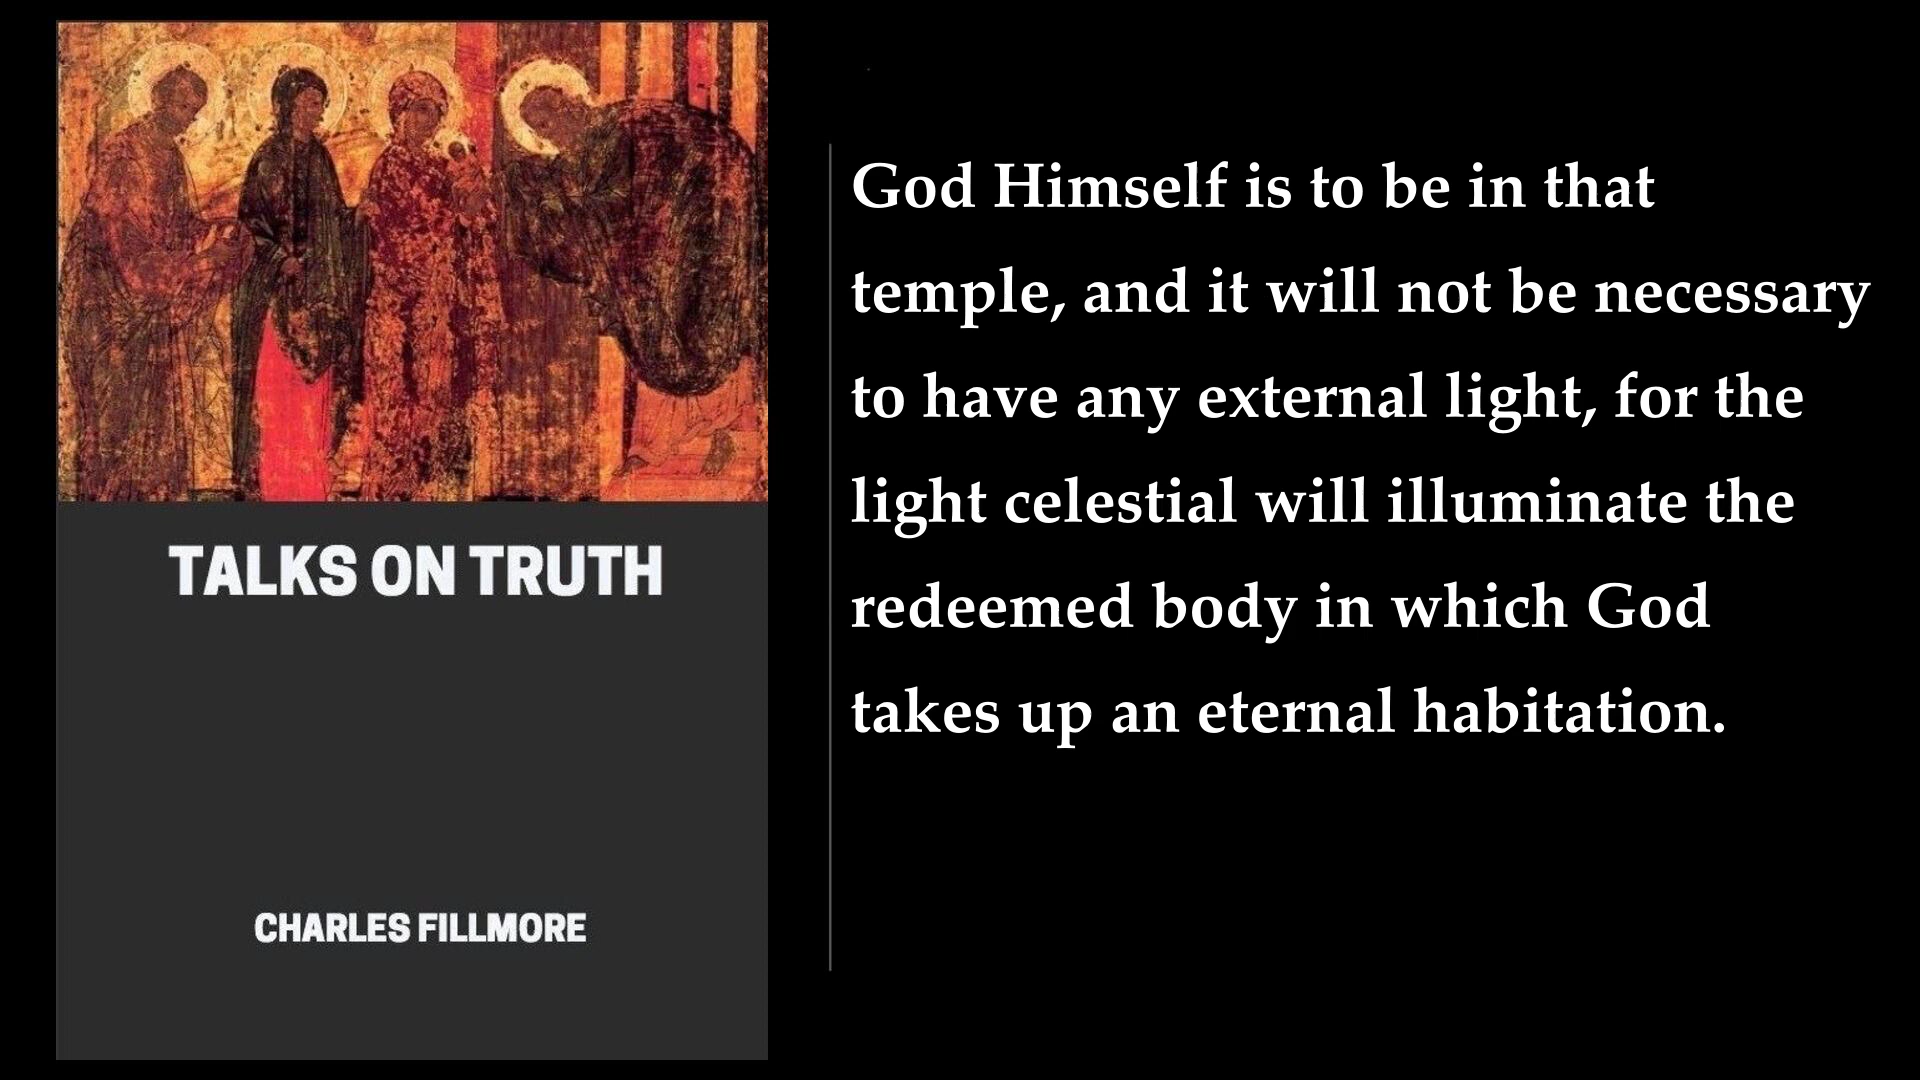 TALKS ON TRUTH
CHARLES FILLMORE
God Himself is to be in that
temple, and it will not be necessary
to have any external light, for the
light celestial will illuminate the
redeemed body in which God
takes up an eternal habitation.